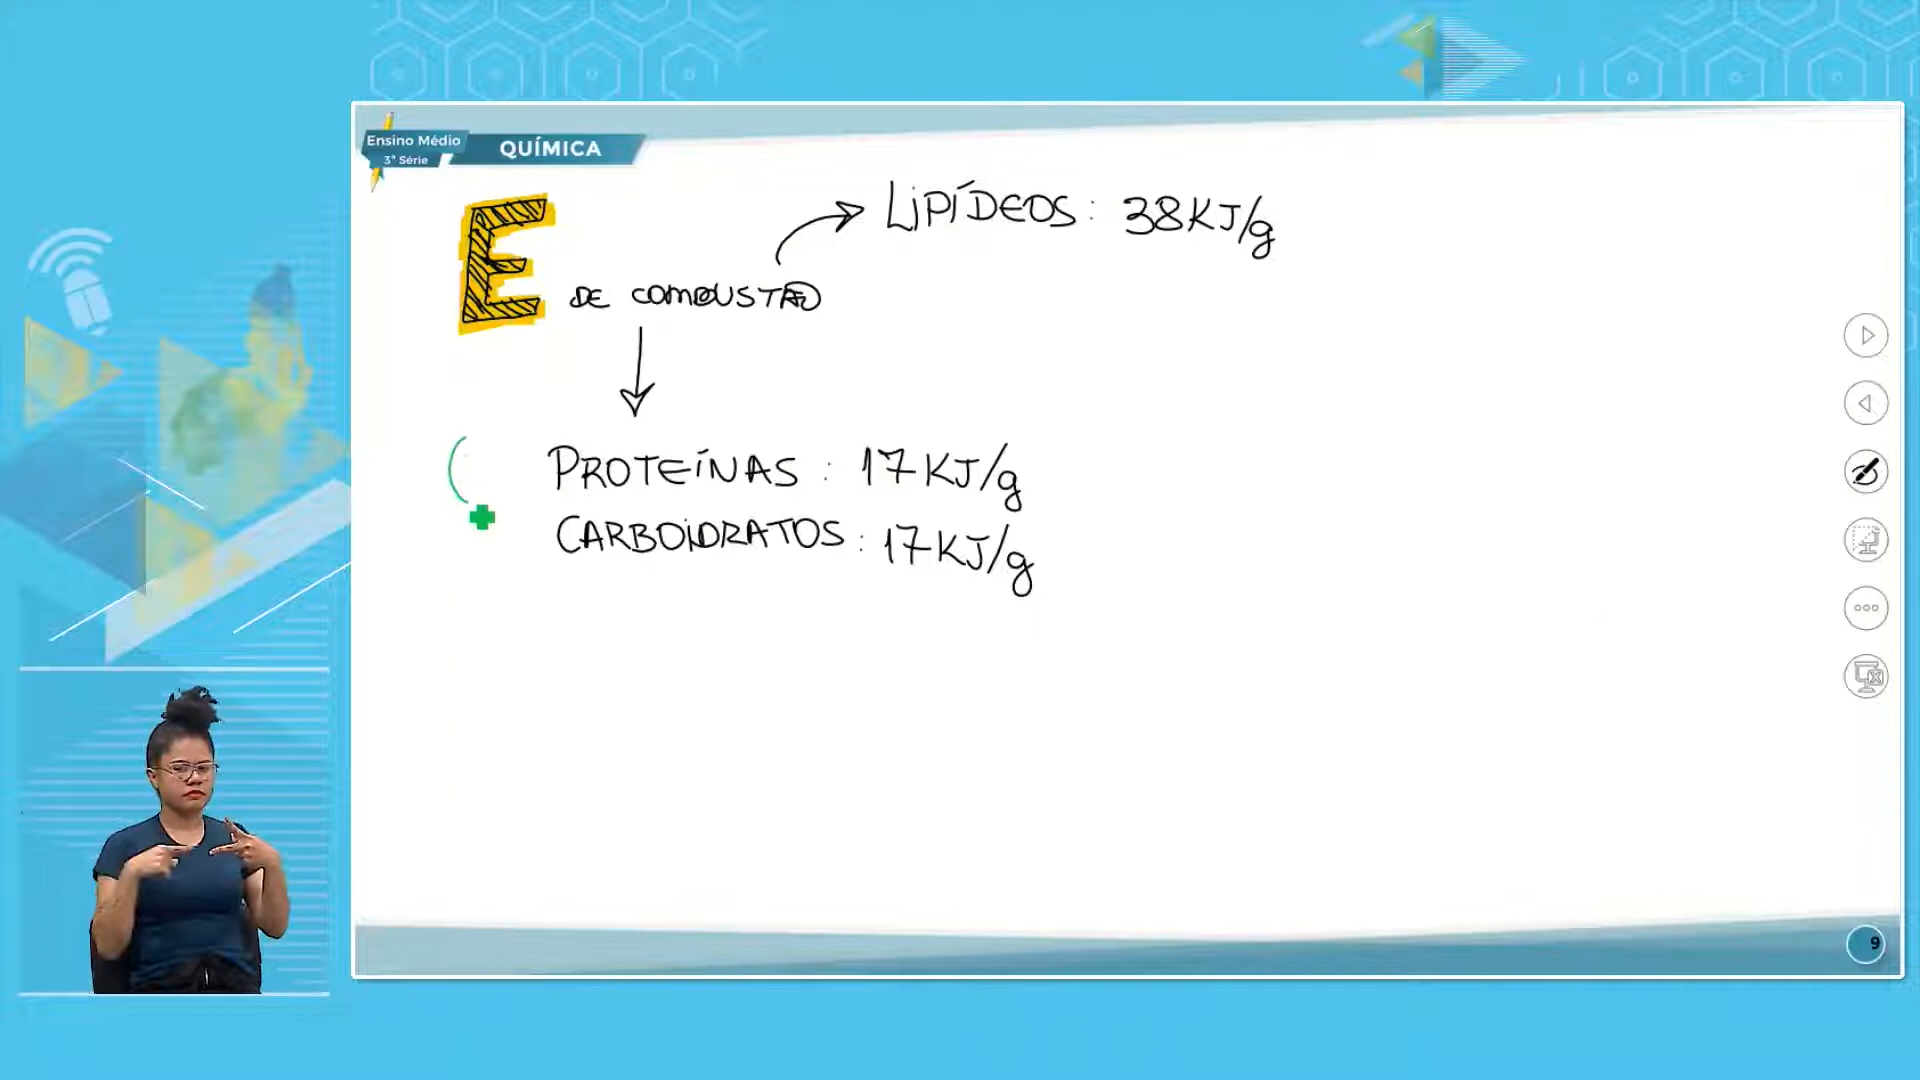 Ensino Médio
3ª Série
QUÍMICA
LIPÍDEOS: 38KJ/g
E DE COMBUSTÃO
PROTEÍNAS: 17KJ/g
CARBOIDRATOS: 17KJ/g
9